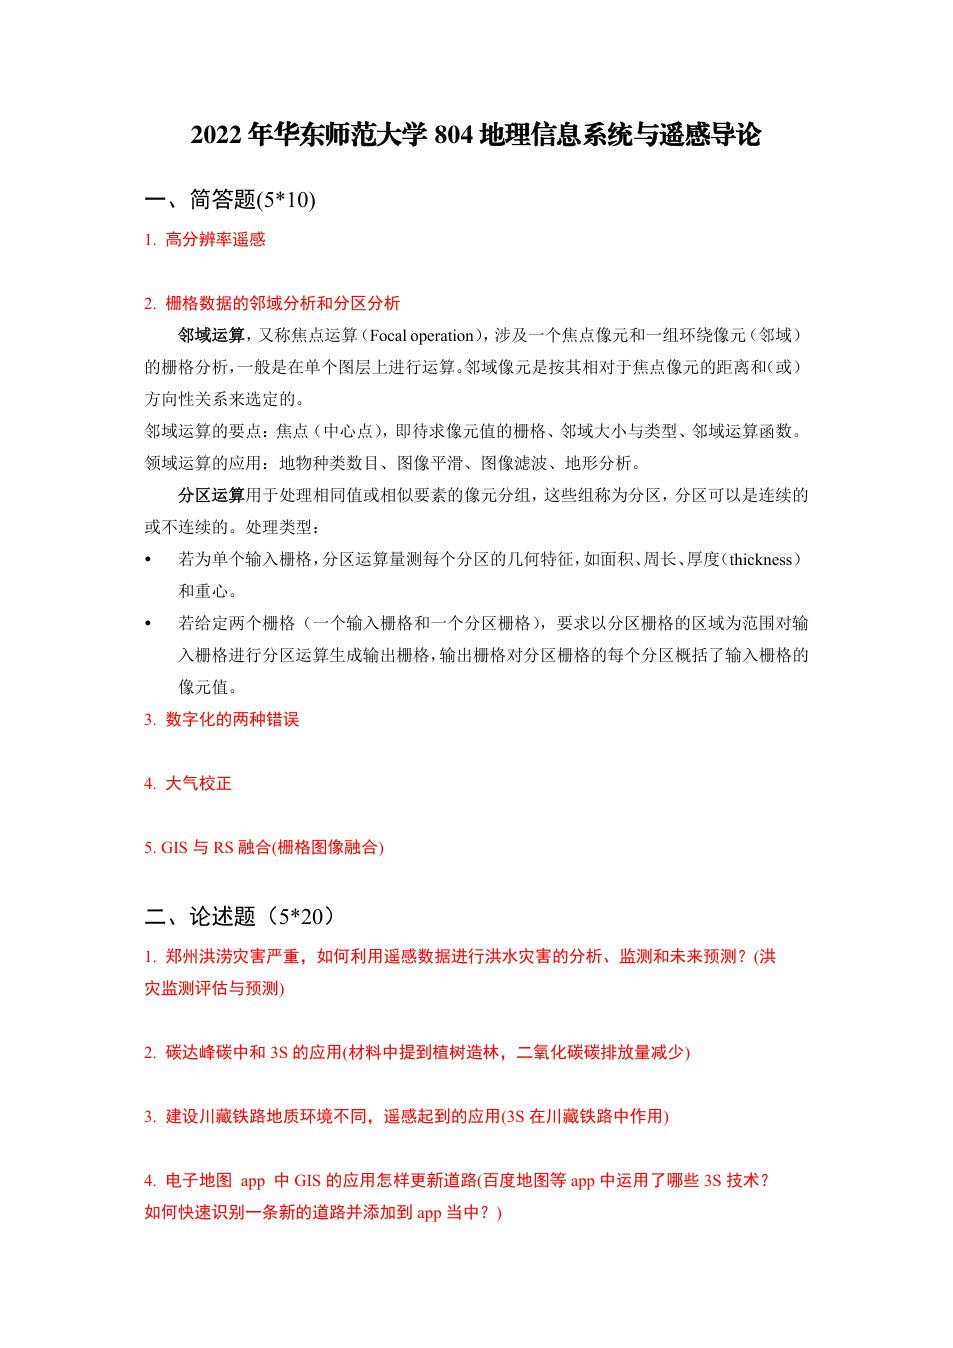 2022 年华东师范大学 804 地理信息系统与遥感导论
一、简答题(5*10)
1. 高分辨率遥感
2. 栅格数据的邻域分析和分区分析
邻域运算，又称焦点运算（Focal operation），涉及一个焦点像元和一组环绕像元（邻域）
的栅格分析，一般是在单个图层上进行运算。邻域像元是按其相对于焦点像元的距离和（或）
方向性关系来选定的。
邻域运算的要点：焦点（中心点），即待求像元值的栅格、邻域大小与类型、邻域运算函数。
领域运算的应用：地物种类数目、图像平滑、图像滤波、地形分析。
分区运算用于处理相同值或相似要素的像元分组，这些组称为分区，分区可以是连续的
或不连续的。处理类型：
• 若为单个输入栅格，分区运算量测每个分区的几何特征，如面积、周长、厚度（thickness）
和重心。
• 若给定两个栅格（一个输入栅格和一个分区栅格），要求以分区栅格的区域为范围对输
入栅格进行分区运算生成输出栅格，输出栅格对分区栅格的每个分区概括了输入栅格的
像元值。
3. 数字化的两种错误
4. 大气校正
5. GIS 与 RS 融合(栅格图像融合)
二、论述题（5*20）
1. 郑州洪涝灾害严重，如何利用遥感数据进行洪水灾害的分析、监测和未来预测？(洪
灾监测评估与预测)
2. 碳达峰碳中和 3S 的应用(材料中提到植树造林，二氧化碳碳排放量减少)
3. 建设川藏铁路地质环境不同，遥感起到的应用(3S 在川藏铁路中作用)
4. 电子地图 app 中 GIS 的应用怎样更新道路(百度地图等 app 中运用了哪些 3S 技术？
如何快速识别一条新的道路并添加到 app 当中？)